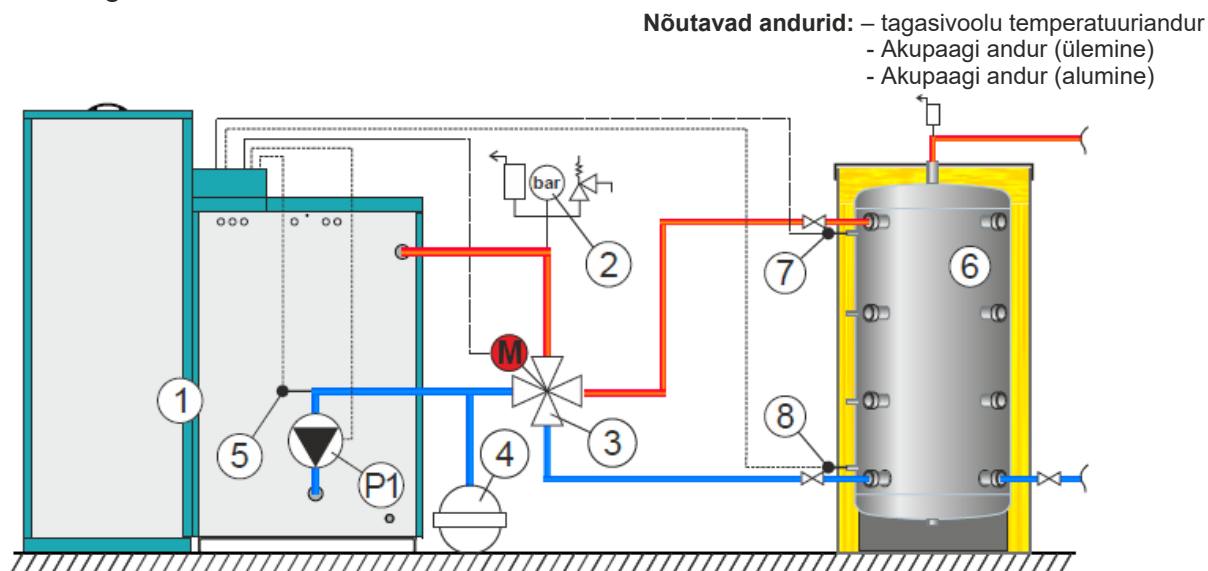 Nõutavad andurid: – tagasivoolu temperatuuriandur
- Akupaagi andur (ülemine)
- Akupaagi andur (alumine)
bar
2
7
6
M
1
5
P1
4
3
8